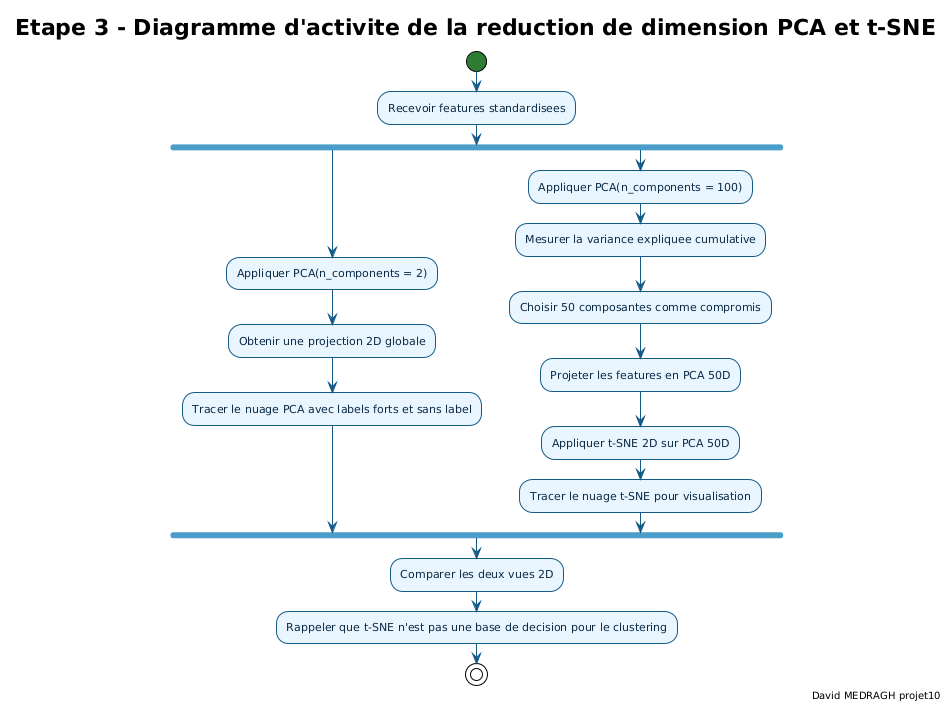 Etape 3 - Diagramme d'activite de la reduction de dimension PCA et t-SNE
Recevoir features standardisees
Appliquer PCA(n_components = 2)
Obtenir une projection 2D globale
Tracer le nuage PCA avec labels forts et sans label
Appliquer PCA(n_components = 100)
Mesurer la variance expliquee cumulative
Choisir 50 composantes comme compromis
Projeter les features en PCA 50D
Appliquer t-SNE 2D sur PCA 50D
Tracer le nuage t-SNE pour visualisation
Comparer les deux vues 2D
Rappeler que t-SNE n'est pas une base de decision pour le clustering
David MEDRAGH projet10